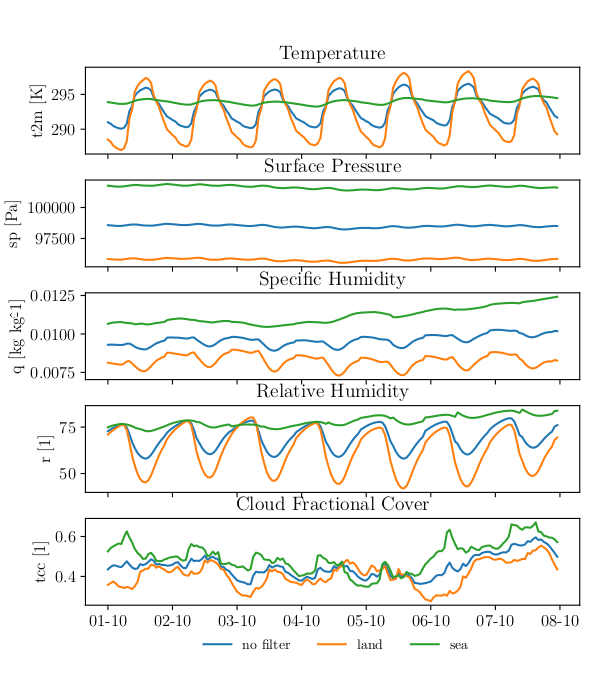 Temperature
t2m [K]
295
290
Surface Pressure
sp [Pa]
100000
97500
Specific Humidity
q [kg kg^-1]
0.0125
0.0100
0.0075
Relative Humidity
r [1]
75
50
Cloud Fractional Cover
tcc [1]
0.6
0.4
01-10 02-10 03-10 04-10 05-10 06-10 07-10 08-10
no filter land sea